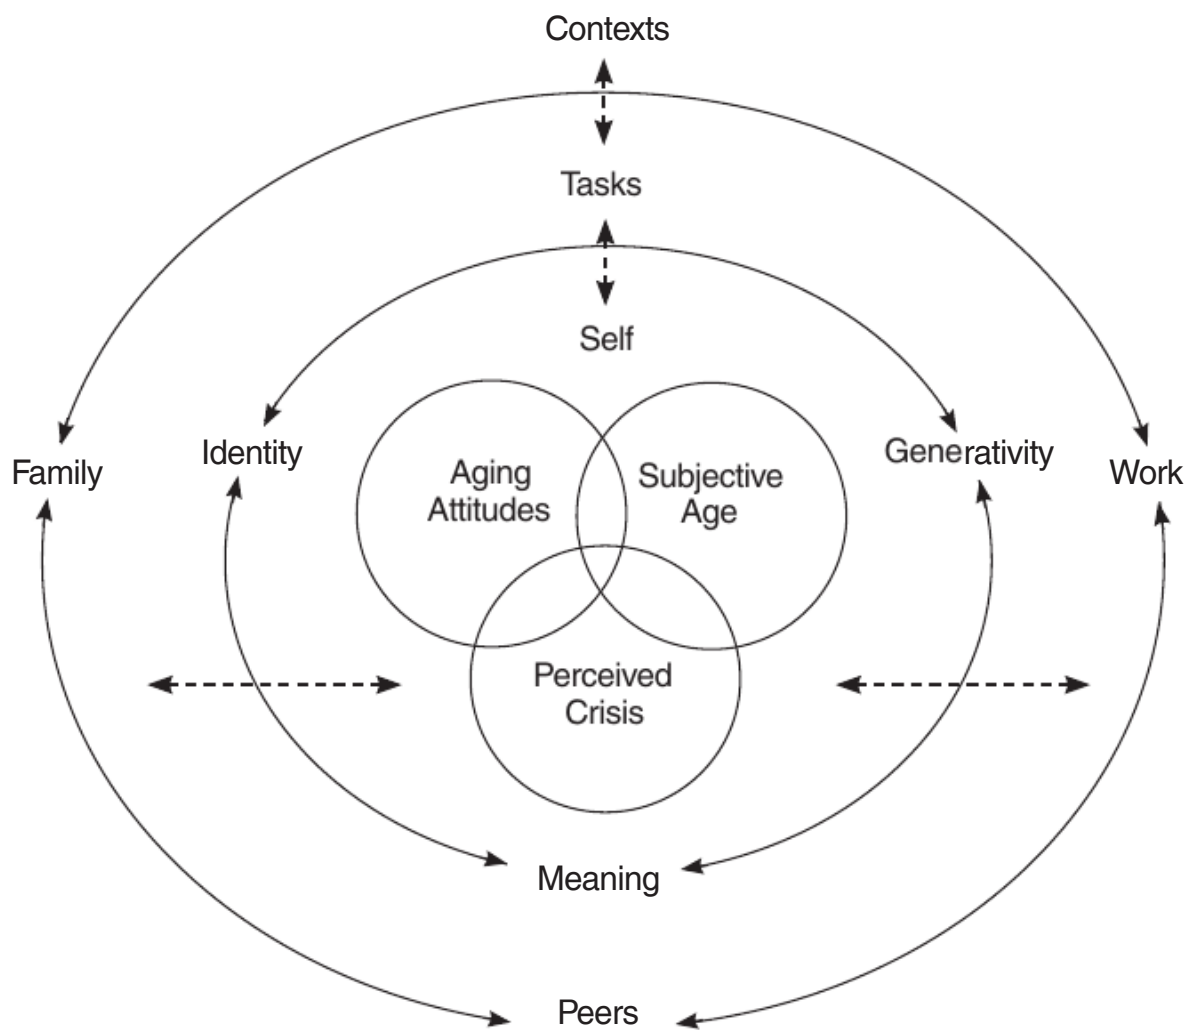 Contexts
Tasks
Self
Family
Identity
Aging
Attitudes
Subjective
Age
Generativity
Work
Perceived
Crisis
Meaning
Peers